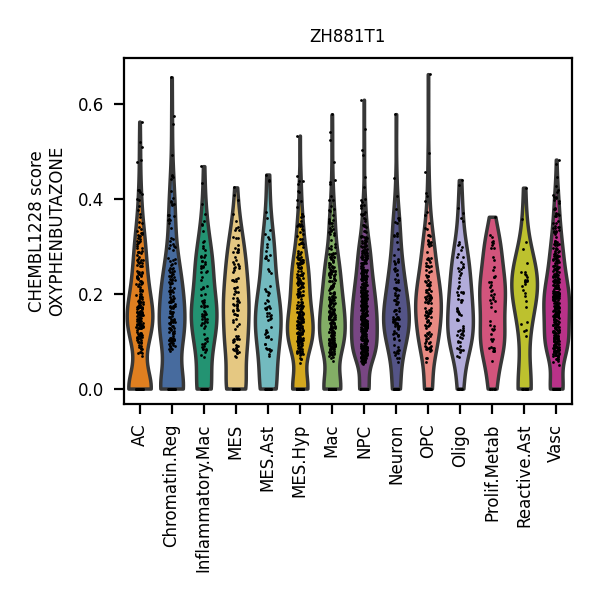 ZH881T1
CHEMBL1228 score
OXYPHENBUTAZONE
0.6
0.4
0.2
0.0
AC
Chromatin.Reg
Inflammatory.Mac
MES
MES.Ast
MES.Hyp
Mac
NPC
Neuron
OPC
Oligo
Prolif.Metab
Reactive.Ast
Vasc